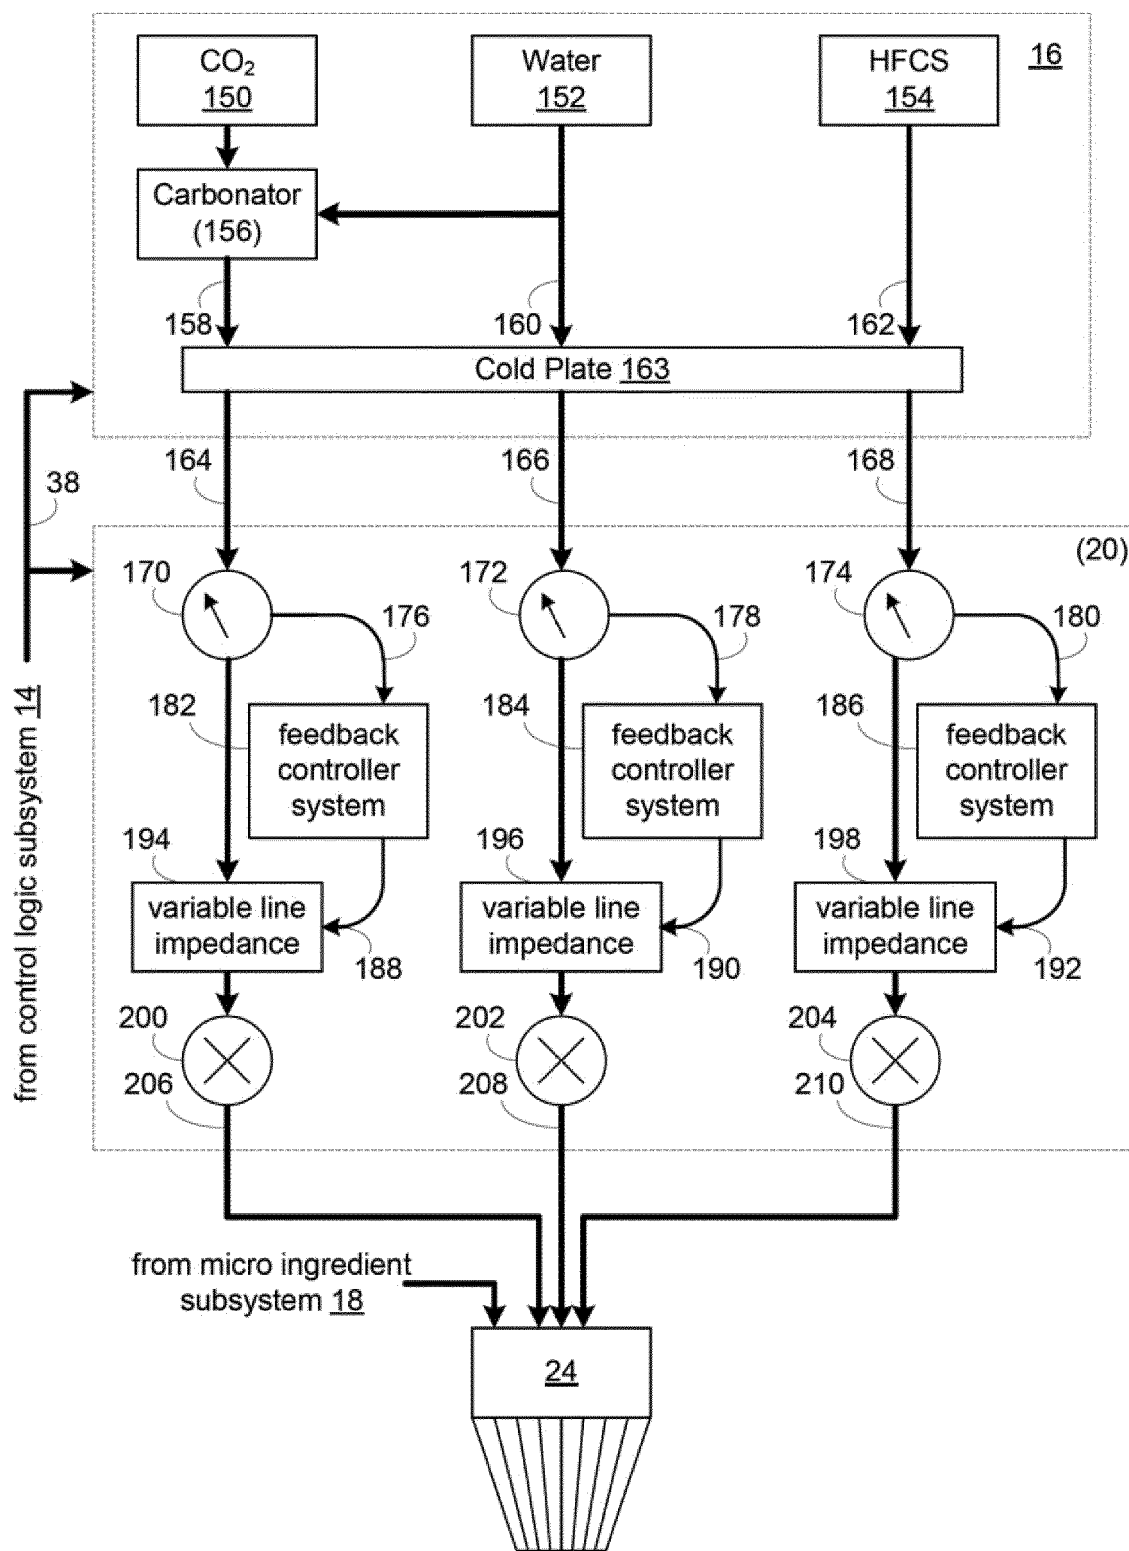 CO₂
150
Water
152
HFCS
154
16
Carbonator
(156)
158
160
162
Cold Plate 163
164
166
168
38
from control logic subsystem 14
(20)
170
172
174
176
178
180
182
184
186
feedback
controller
system
feedback
controller
system
feedback
controller
system
194
196
198
variable line
impedance
variable line
impedance
variable line
impedance
188
190
192
200
202
204
206
208
210
from micro ingredient
subsystem 18
24